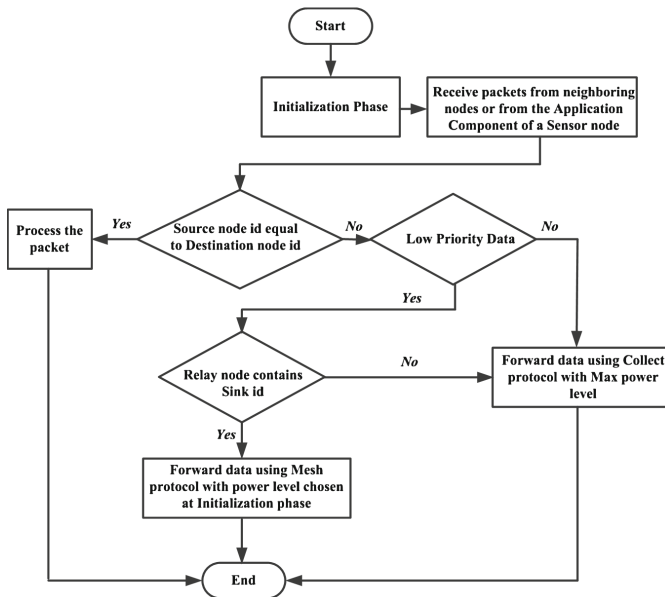 Start
Initialization Phase
Receive packets from neighboring
nodes or from the Application
Component of a Sensor node
Process the
packet
Yes
Source node id equal
to Destination node id
No
Low Priority Data
No
Yes
Relay node contains
Sink id
No
Forward data using Collect
protocol with Max power
level
Yes
Forward data using Mesh
protocol with power level chosen
at Initialization phase
End